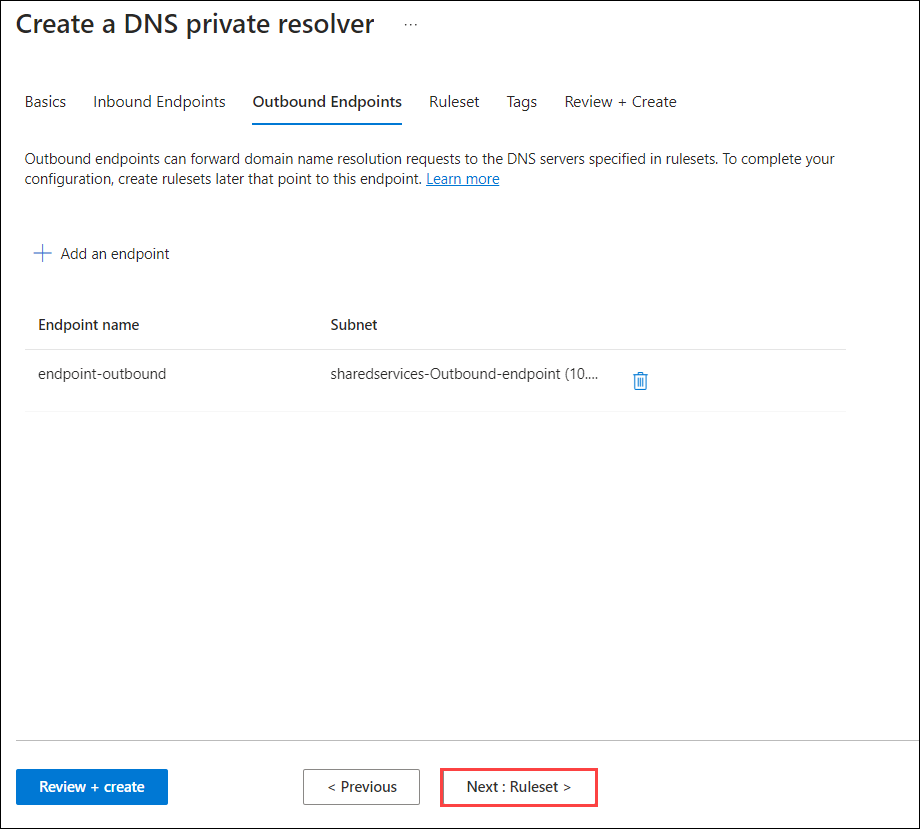 Create a DNS private resolver ...
Basics Inbound Endpoints Outbound Endpoints Ruleset Tags Review + Create
Outbound endpoints can forward domain name resolution requests to the DNS servers specified in rulesets. To complete your
configuration, create rulesets later that point to this endpoint. Learn more
Add an endpoint
Endpoint name Subnet
endpoint-outbound sharedservices-Outbound-endpoint (10....
Review + create < Previous Next : Ruleset >